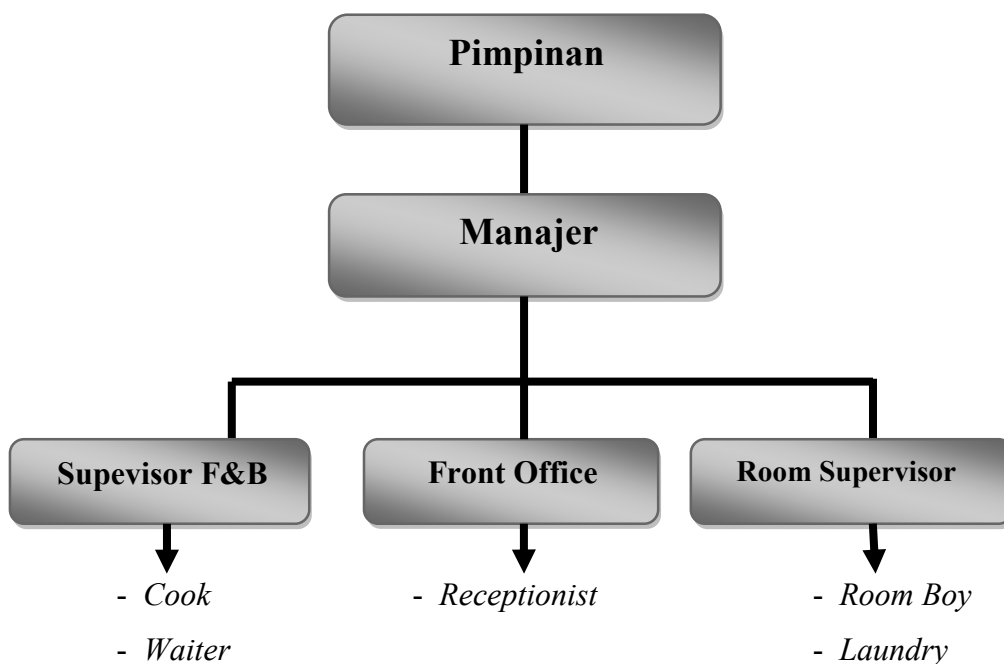 Pimpinan
Manajer
Supevisor F&B
Front Office
Room Supervisor
- Cook
- Waiter
- Receptionist
- Room Boy
- Laundry